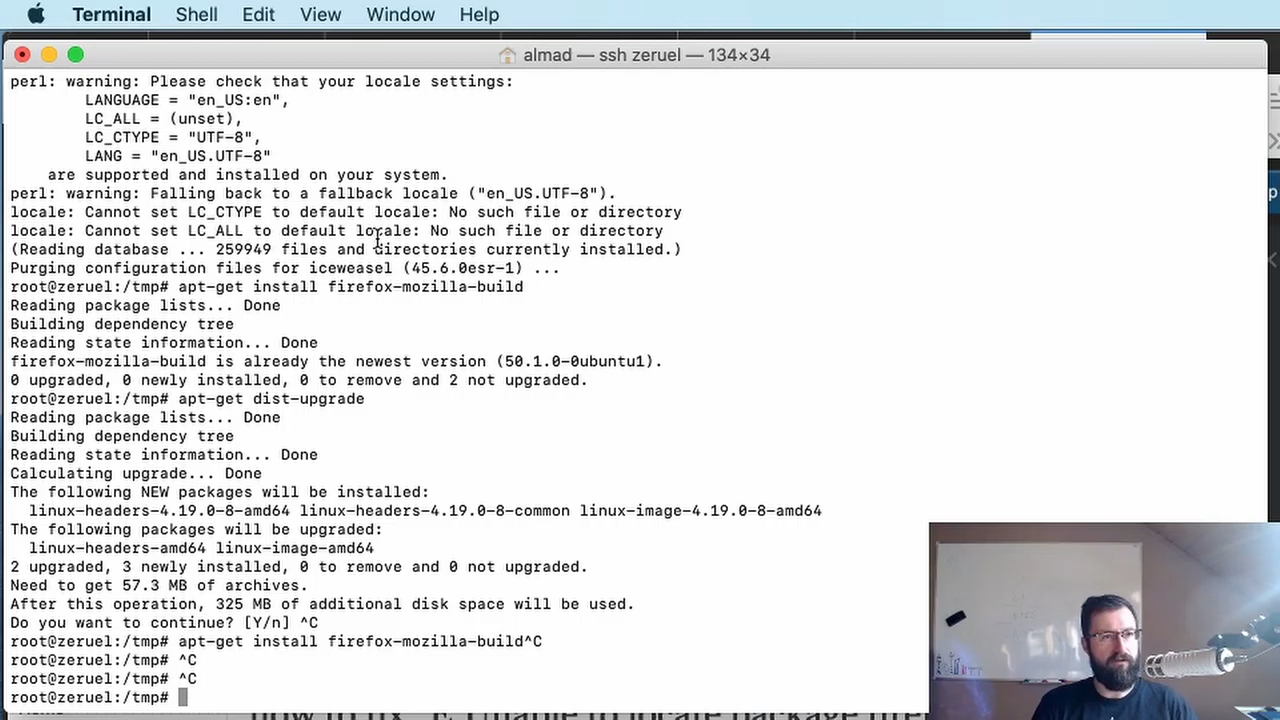 Terminal Shell Edit View Window Help
almad — ssh zeruel — 134×34
perl: warning: Please check that your locale settings:
LANGUAGE = "en_US:en",
LC_ALL = (unset),
LC_CTYPE = "UTF-8",
LANG = "en_US.UTF-8"
are supported and installed on your system.
perl: warning: Falling back to a fallback locale ("en_US.UTF-8").
locale: Cannot set LC_CTYPE to default locale: No such file or directory
locale: Cannot set LC_ALL to default locale: No such file or directory
(Reading database ... 259949 files and directories currently installed.)
Purging configuration files for iceweasel (45.6.0esr-1) ...
root@zeruel:/tmp# apt-get install firefox-mozilla-build
Reading package lists... Done
Building dependency tree
Reading state information... Done
firefox-mozilla-build is already the newest version (50.1.0-0ubuntu1).
0 upgraded, 0 newly installed, 0 to remove and 2 not upgraded.
root@zeruel:/tmp# apt-get dist-upgrade
Reading package lists... Done
Building dependency tree
Reading state information... Done
Calculating upgrade... Done
The following NEW packages will be installed:
linux-headers-4.19.0-8-amd64 linux-headers-4.19.0-8-common linux-image-4.19.0-8-amd64
The following packages will be upgraded:
linux-headers-amd64 linux-image-amd64
2 upgraded, 3 newly installed, 0 to remove and 0 not upgraded.
Need to get 57.3 MB of archives.
After this operation, 325 MB of additional disk space will be used.
Do you want to continue? [Y/n] ^C
root@zeruel:/tmp# apt-get install firefox-mozilla-build^C
root@zeruel:/tmp# ^C
root@zeruel:/tmp# ^C
root@zeruel:/tmp#